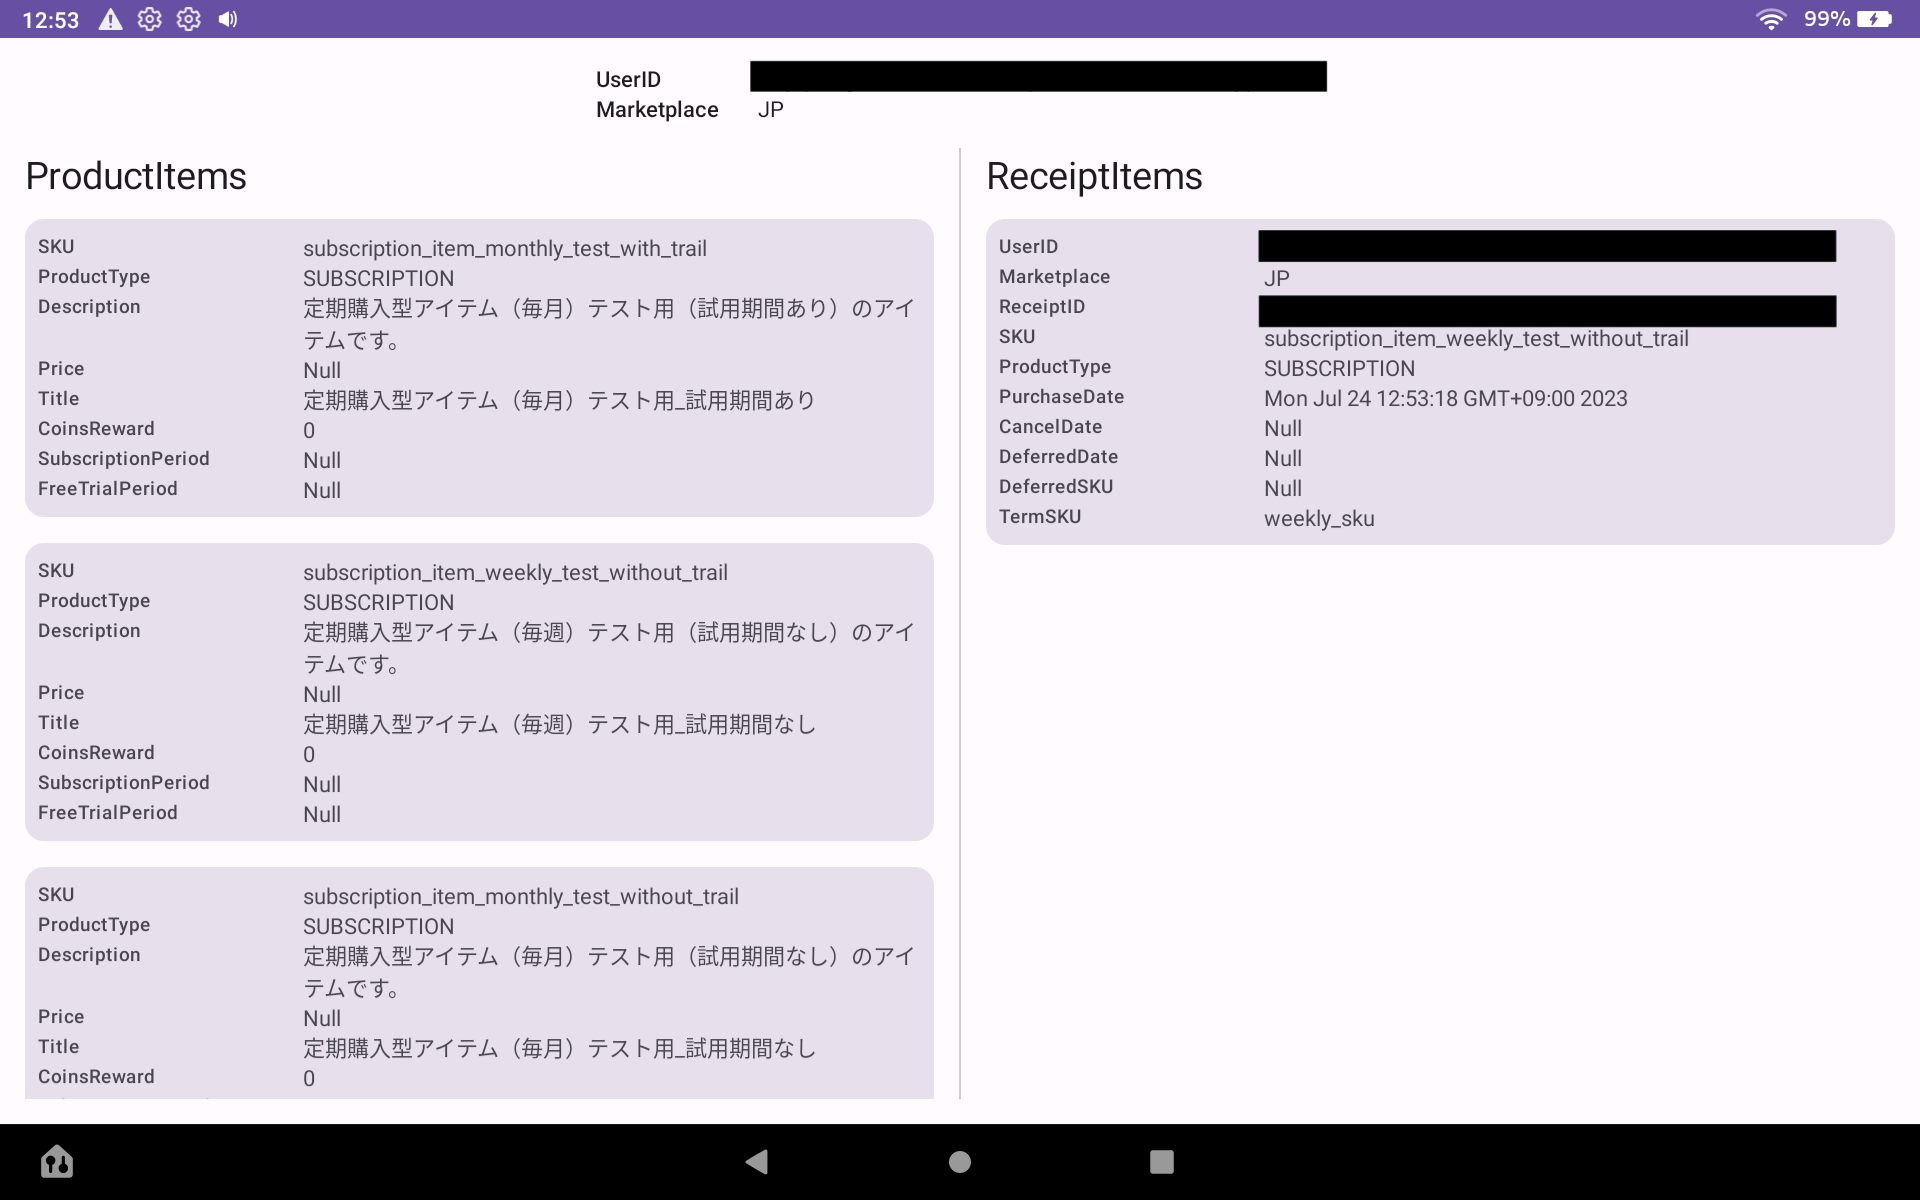 12:53
99%
UserID
Marketplace JP
ProductItems
SKU subscription_item_monthly_test_with_trail
ProductType SUBSCRIPTION
Description 定期購入型アイテム（毎月）テスト用（試用期間あり）のアイ
テムです。
Price Null
Title 定期購入型アイテム（毎月）テスト用_試用期間あり
CoinsReward 0
SubscriptionPeriod Null
FreeTrialPeriod Null
SKU subscription_item_weekly_test_without_trail
ProductType SUBSCRIPTION
Description 定期購入型アイテム（毎週）テスト用（試用期間なし）のアイ
テムです。
Price Null
Title 定期購入型アイテム（毎週）テスト用_試用期間なし
CoinsReward 0
SubscriptionPeriod Null
FreeTrialPeriod Null
SKU subscription_item_monthly_test_without_trail
ProductType SUBSCRIPTION
Description 定期購入型アイテム（毎月）テスト用（試用期間なし）のアイ
テムです。
Price Null
Title 定期購入型アイテム（毎月）テスト用_試用期間なし
CoinsReward 0
ReceiptItems
UserID
Marketplace JP
ReceiptID
SKU subscription_item_weekly_test_without_trail
ProductType SUBSCRIPTION
PurchaseDate Mon Jul 24 12:53:18 GMT+09:00 2023
CancelDate Null
DeferredDate Null
DeferredSKU Null
TermSKU weekly_sku